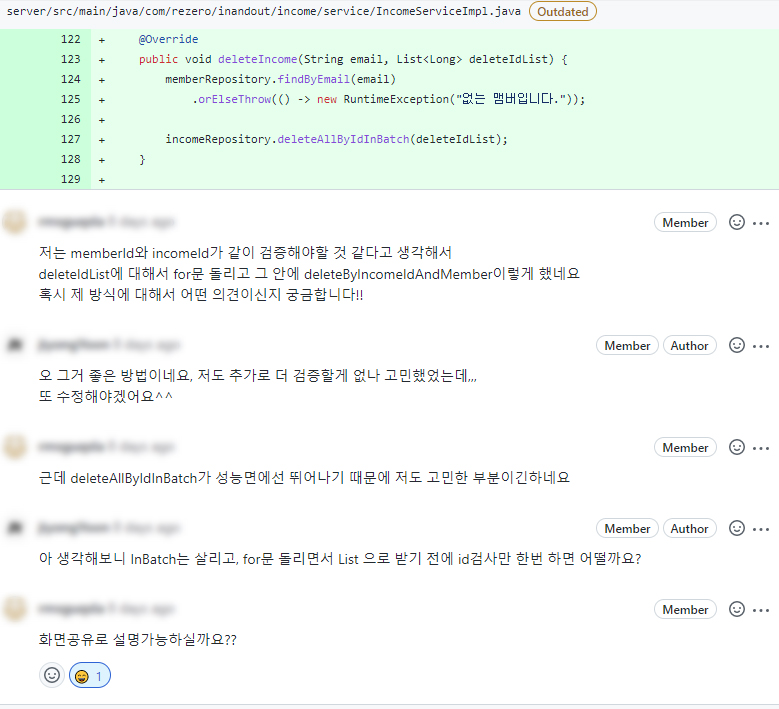 server/src/main/java/com/rezero/inandout/income/service/IncomeServiceImpl.java Outdated
122 + @Override
123 + public void deleteIncome(String email, List<Long> deleteIdList) {
124 + memberRepository.findByEmail(email)
125 + .orElseThrow(() -> new RuntimeException("없는 멤버입니다."));
126 +
127 + incomeRepository.deleteAllByIdInBatch(deleteIdList);
128 + }
129 +
days ago Member
저는 memberId와 incomeId가 같이 검증해야할 것 같다고 생각해서
deleteIdList에 대해서 for문 돌리고 그 안에 deleteByIncomeIdAndMember이렇게 했네요
혹시 제 방식에 대해서 어떤 의견이신지 궁금합니다!!
days ago Member Author
오 그거 좋은 방법이네요, 저도 추가로 더 검증할게 없나 고민했었는데,,,
또 수정해야겠어요^^
days ago Member
근데 deleteAllByIdInBatch가 성능면에선 뛰어나기 때문에 저도 고민한 부분이긴하네요
days ago Member Author
아 생각해보니 InBatch는 살리고, for문 돌리면서 List 으로 받기 전에 id검사만 한번 하면 어떨까요?
days ago Member
화면공유로 설명가능하실까요??
1